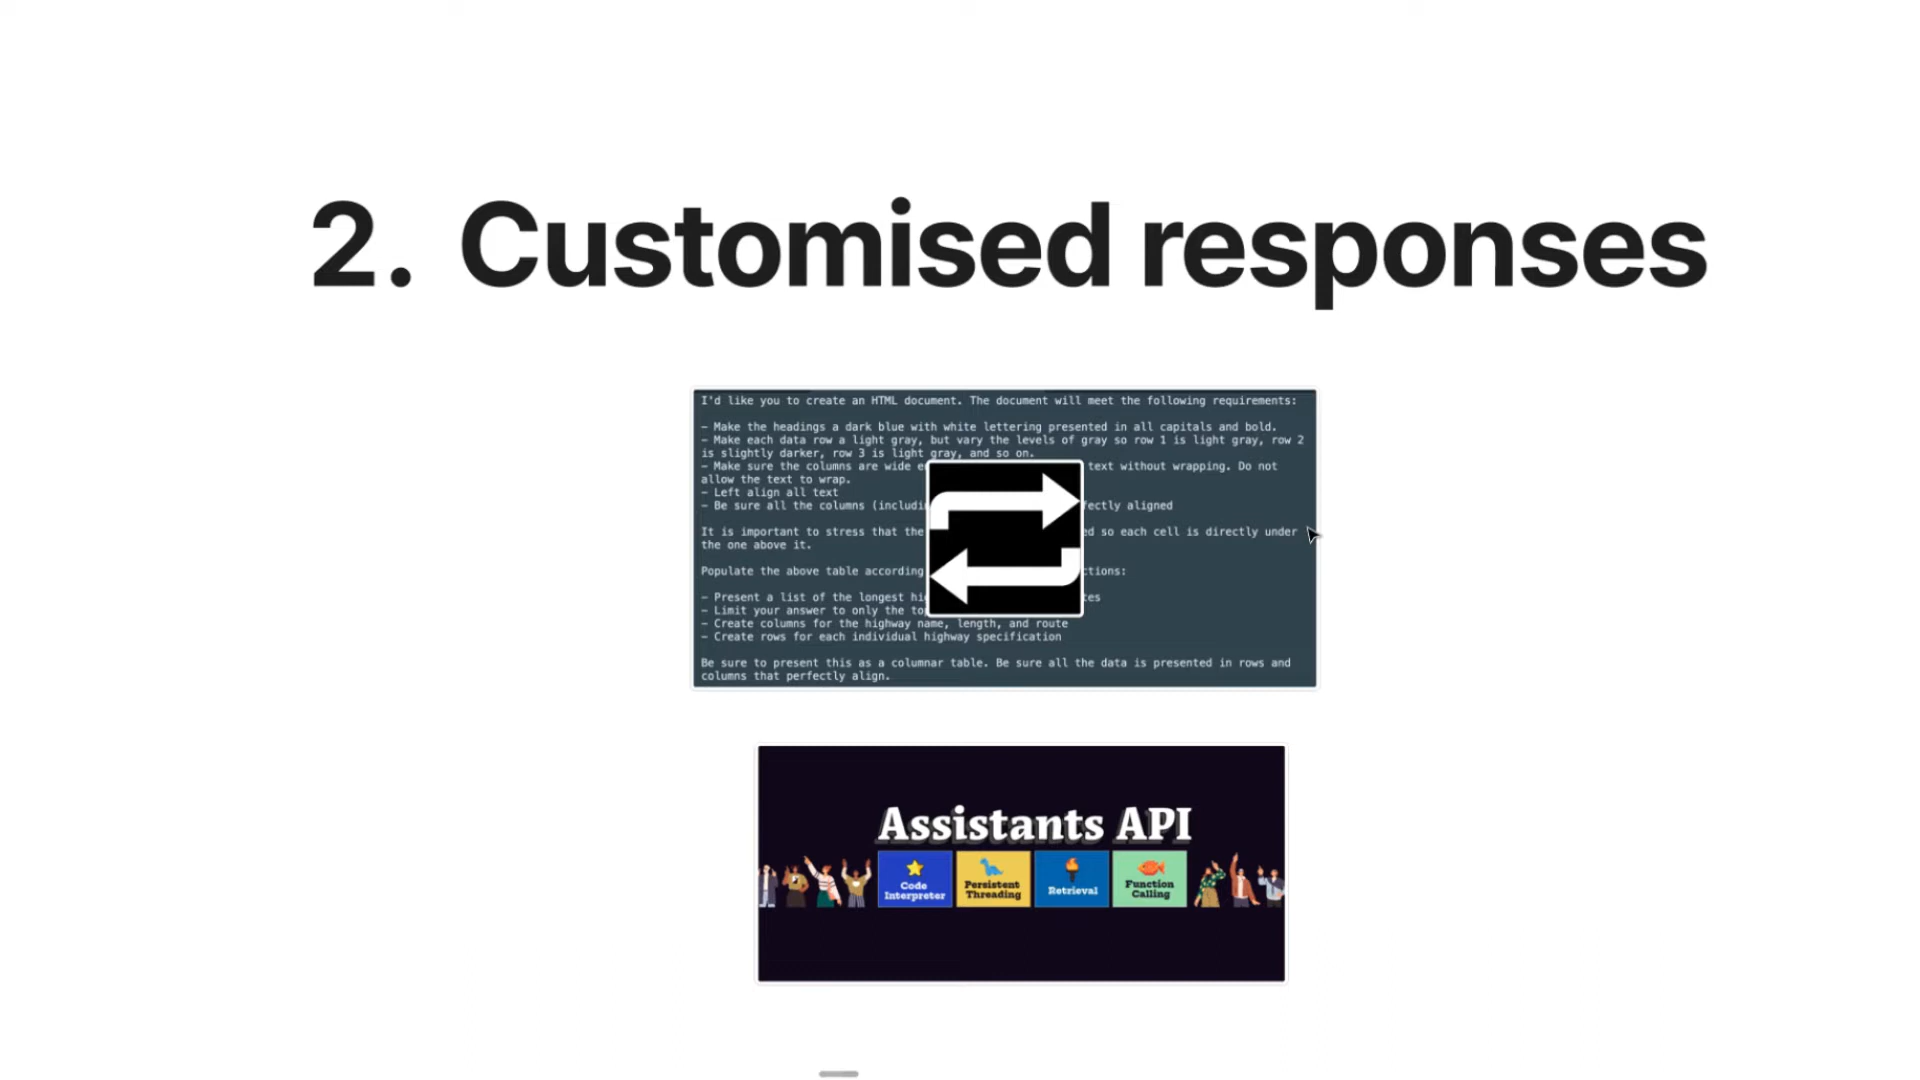 2. Customised responses
I'd like you to create an HTML document. The document will meet the following requirements:
- Make the headings a dark blue with white lettering presented in all capitals and bold.
- Make each data row a light gray, but vary the levels of gray so row 1 is light gray, row 2
is slightly darker, row 3 is light gray, and so on.
- Make sure the columns are wide text without wrapping. Do not
allow the text to wrap.
- Left align all text
- Be sure all the columns aligned
It is important to stress that the so each cell is directly under
the one above it.
Populate the above table according
- Present a list of the longest
- Limit your answer to only the
- Create columns for the highway name, length, and route
- Create rows for each individual highway specification
Be sure to present this as a columnar table. Be sure all the data is presented in rows and
columns that perfectly align.
Assistants API
Code
Interpreter
Persistent
Threading
Retrieval
Function
Calling